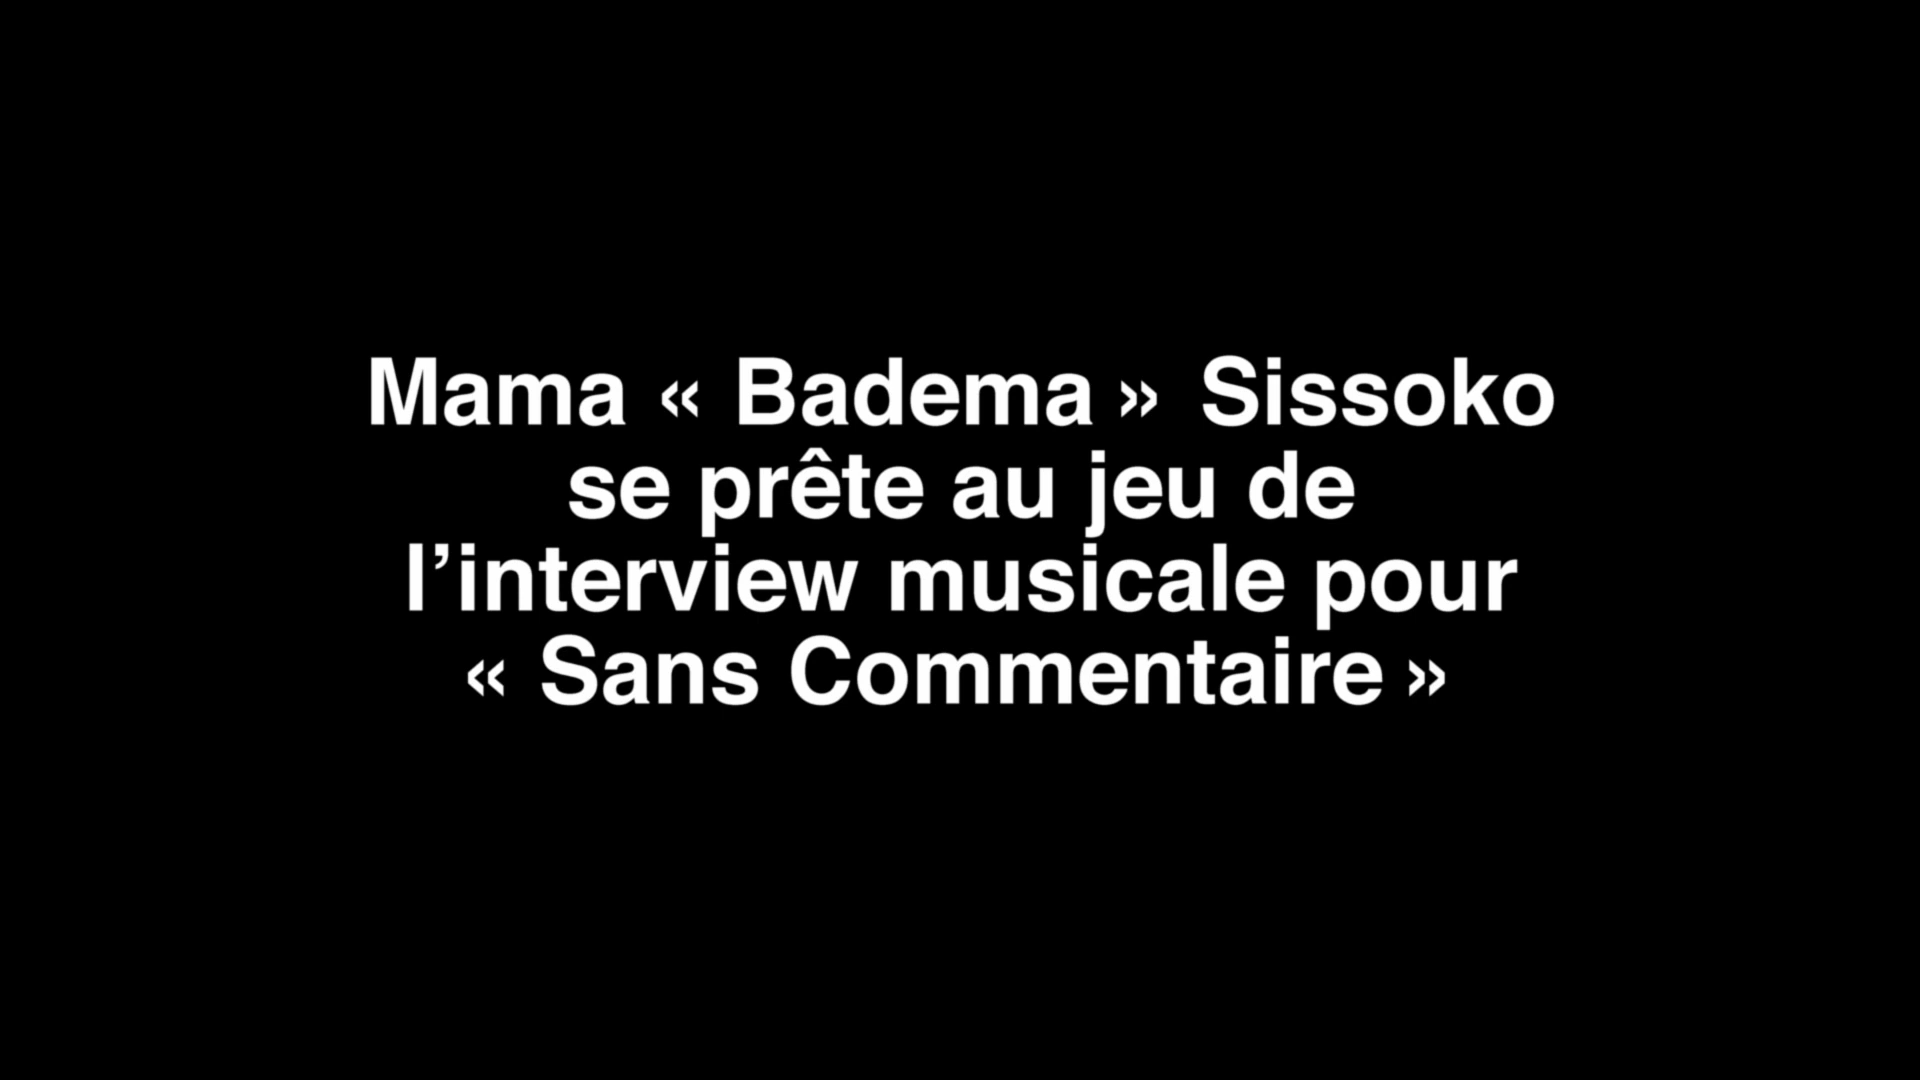 Mama « Badema » Sissoko
se prête au jeu de
l’interview musicale pour
« Sans Commentaire »